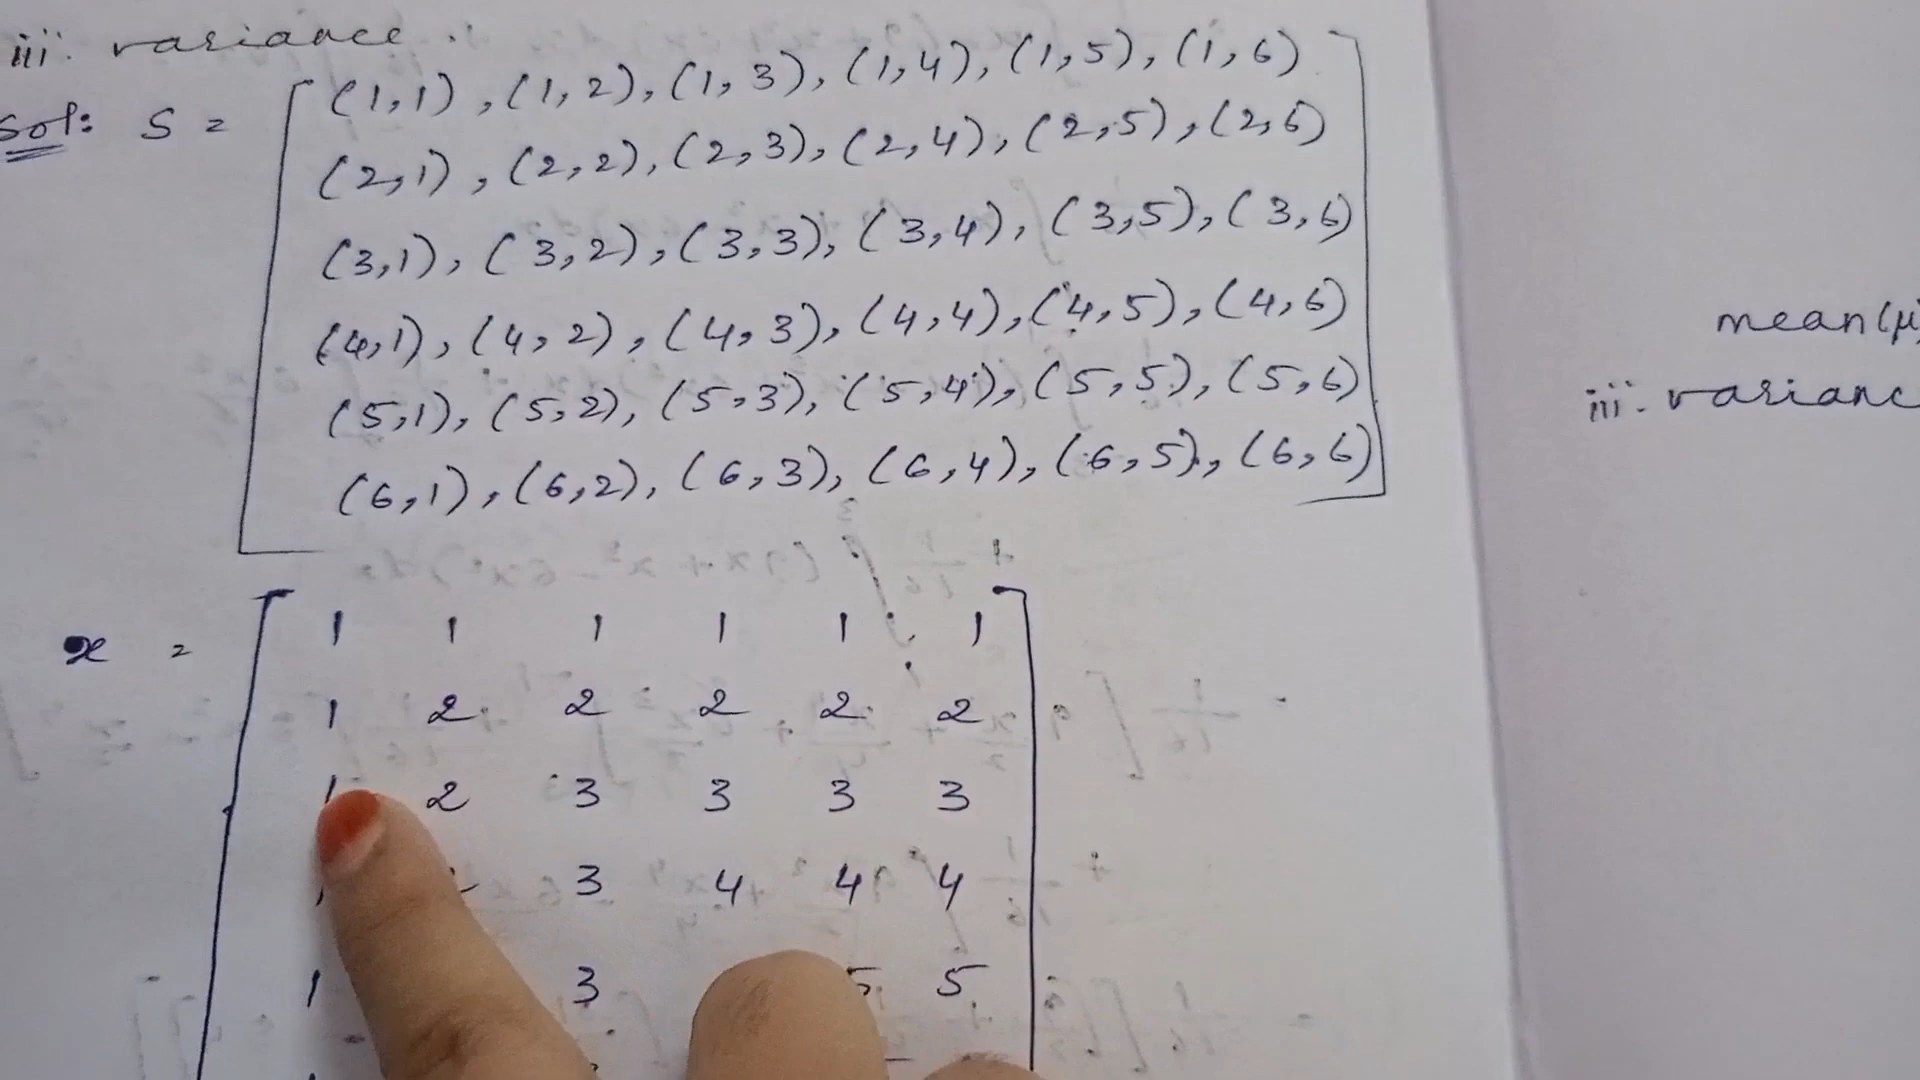 iii. variance :
Sol: S = (1,1), (1,2), (1,3), (1,4), (1,5), (1,6)
(2,1), (2,2), (2,3), (2,4), (2,5), (2,6)
(3,1), (3,2), (3,3), (3,4), (3,5), (3,6)
(4,1), (4,2), (4,3), (4,4), (4,5), (4,6)
(5,1), (5,2), (5,3), (5,4), (5,5), (5,6)
(6,1), (6,2), (6,3), (6,4), (6,5), (6,6)
x = 1 1 1 1 1 1
1 2 2 2 2 2
1 2 3 3 3 3
3 4 4 4
1 3 5 5
mean(μ)
iii. varianc